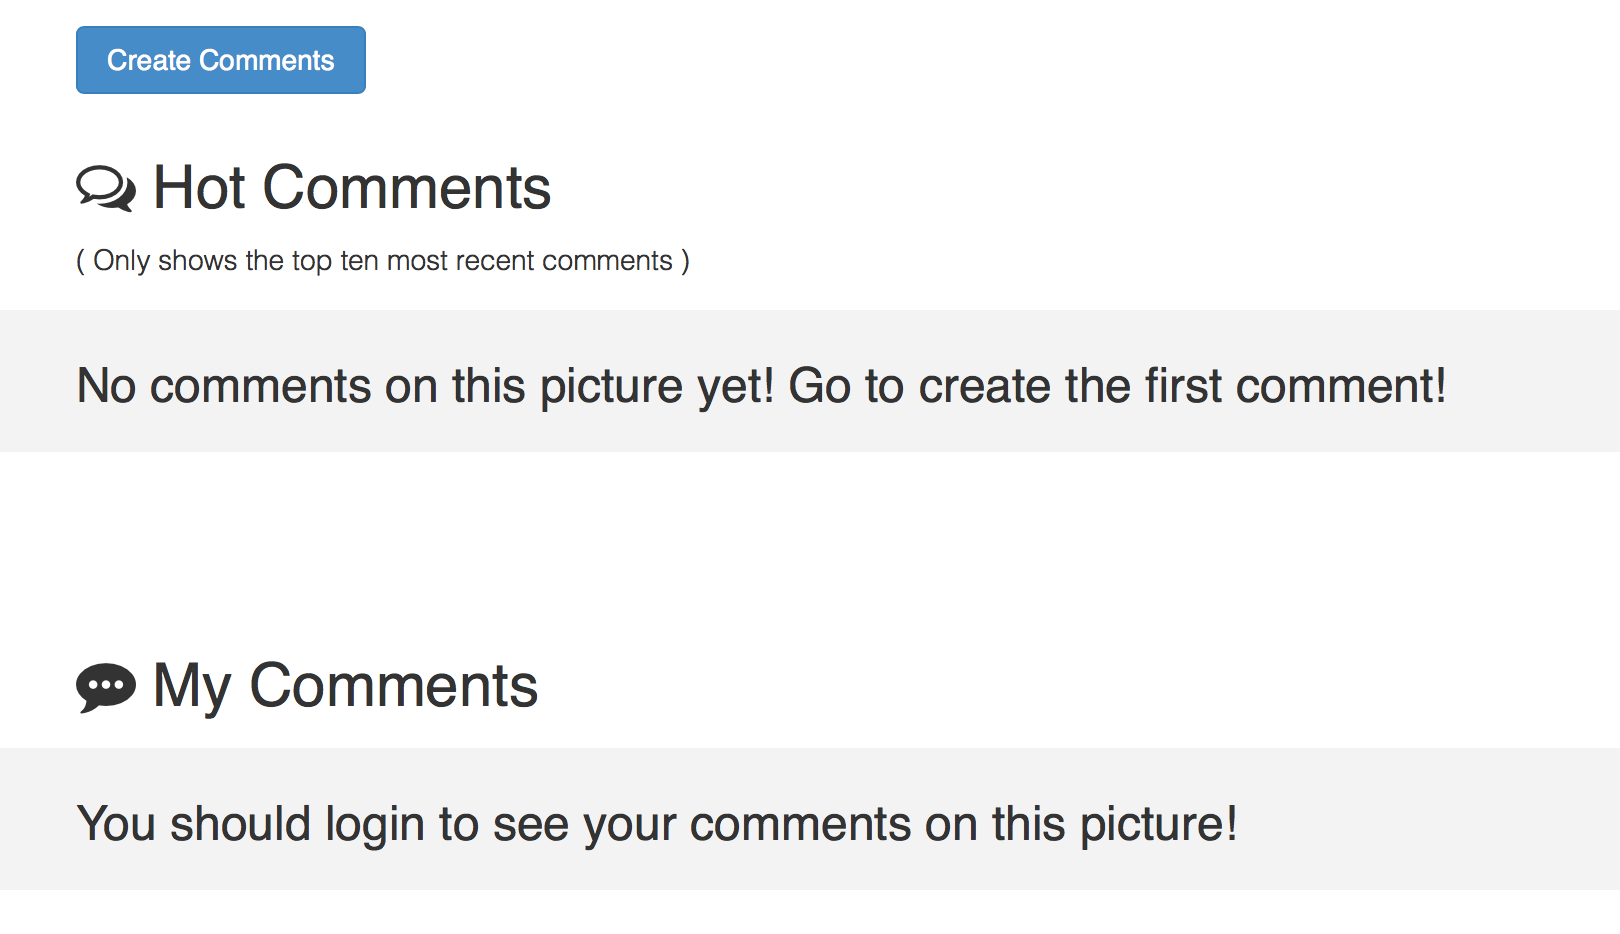 Create Comments
Hot Comments
( Only shows the top ten most recent comments )
No comments on this picture yet! Go to create the first comment!
My Comments
You should login to see your comments on this picture!